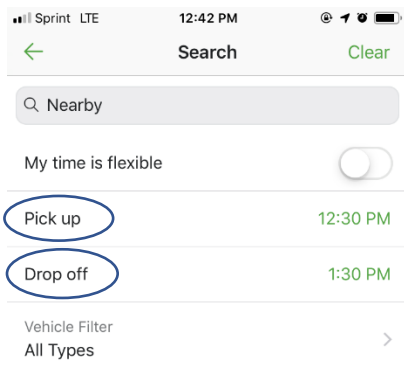 Sprint LTE 12:42 PM
Search Clear
Nearby
My time is flexible
Pick up 12:30 PM
Drop off 1:30 PM
Vehicle Filter
All Types